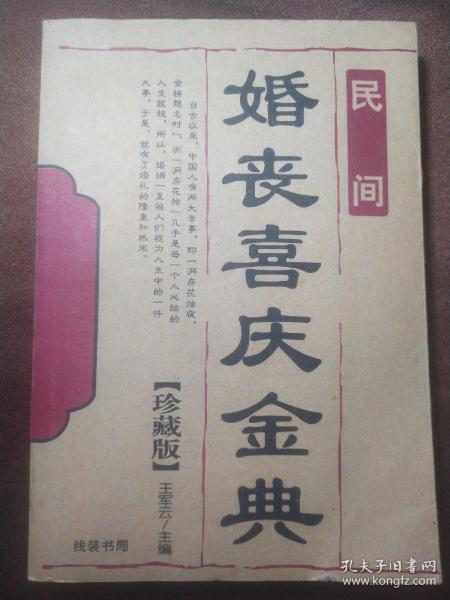 民间
婚丧喜庆金典
自古以来，中国人有两大幸事，即「洞房花烛夜，
金榜题名时」。而「洞房花烛」几乎是每一个人必经的
人生旅程，所以，婚姻一直被人们视为人生中的一件
大事，于是，就有了婚礼的隆重和热闹。
【珍藏版】
王军云/主编
线装书局
孔夫子旧书网
www.kongfz.com